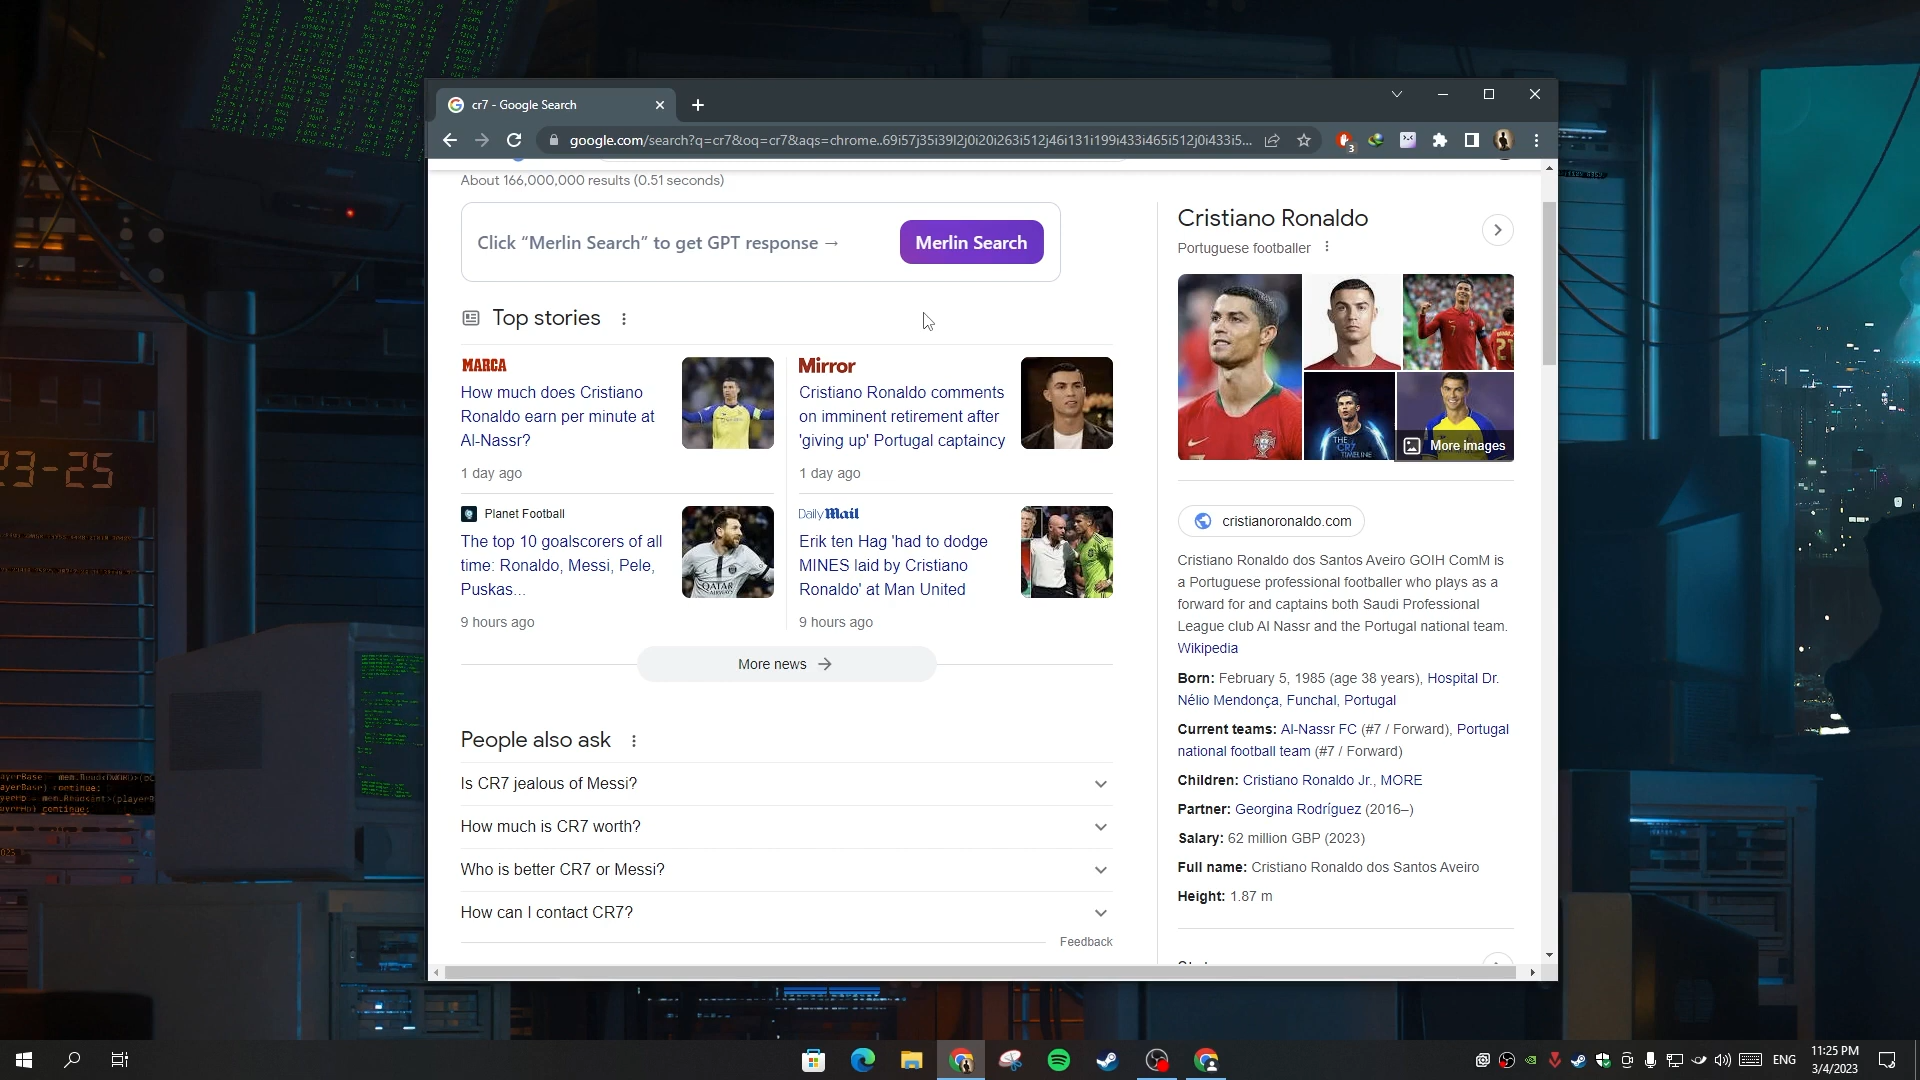 cr7 - Google Search
google.com/search?q=cr7&oq=cr7&aqs=chrome..69i57j35i39l2j0i20i263i512j46i131i199i433i465i512j0i433i5...
3
About 166,000,000 results (0.51 seconds)
Click “Merlin Search” to get GPT response →
Merlin Search
Top stories
MARCA
How much does Cristiano
Ronaldo earn per minute at
Al-Nassr?
1 day ago
Mirror
Cristiano Ronaldo comments
on imminent retirement after
'giving up' Portugal captaincy
1 day ago
Planet Football
The top 10 goalscorers of all
time: Ronaldo, Messi, Pele,
Puskas...
9 hours ago
QATAR
AIRWAYS
Daily Mail
Erik ten Hag 'had to dodge
MINES laid by Cristiano
Ronaldo' at Man United
9 hours ago
More news
People also ask
Is CR7 jealous of Messi?
How much is CR7 worth?
Who is better CR7 or Messi?
How can I contact CR7?
Feedback
Cristiano Ronaldo
Portuguese footballer
7
21
THE
CR7
TIMELINE
More images
cristianoronaldo.com
Cristiano Ronaldo dos Santos Aveiro GOIH ComM is
a Portuguese professional footballer who plays as a
forward for and captains both Saudi Professional
League club Al Nassr and the Portugal national team.
Wikipedia
Born: February 5, 1985 (age 38 years), Hospital Dr.
Nélio Mendonça, Funchal, Portugal
Current teams: Al-Nassr FC (#7 / Forward), Portugal
national football team (#7 / Forward)
Children: Cristiano Ronaldo Jr., MORE
Partner: Georgina Rodríguez (2016–)
Salary: 62 million GBP (2023)
Full name: Cristiano Ronaldo dos Santos Aveiro
Height: 1.87 m
23-25
ENG
11:25 PM
3/4/2023